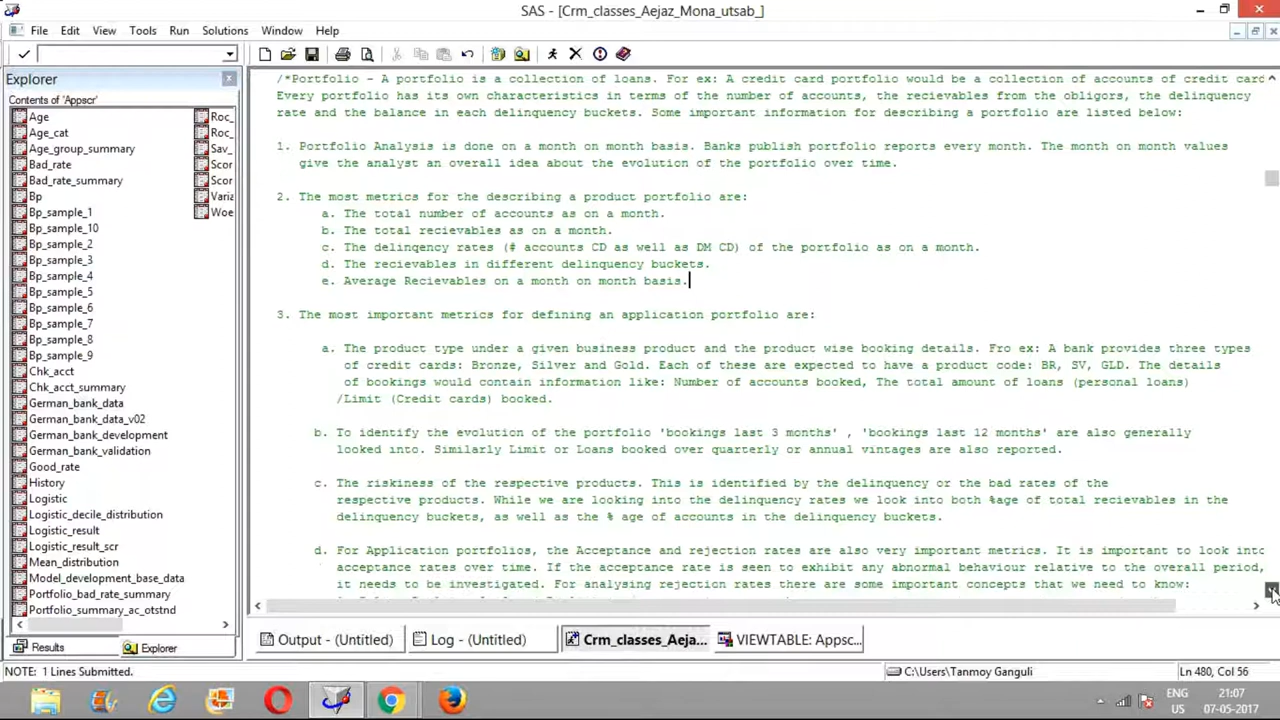 SAS - [Crm_classes_Aejaz_Mona_utsab_]
File Edit View Tools Run Solutions Window Help
Explorer
Contents of 'Appscr'
Age
Age_cat
Age_group_summary
Bad_rate
Bad_rate_summary
Bp
Bp_sample_1
Bp_sample_10
Bp_sample_2
Bp_sample_3
Bp_sample_4
Bp_sample_5
Bp_sample_6
Bp_sample_7
Bp_sample_8
Bp_sample_9
Chk_acct
Chk_acct_summary
German_bank_data
German_bank_data_v02
German_bank_development
German_bank_validation
Good_rate
History
Logistic
Logistic_decile_distribution
Logistic_result
Logistic_result_scr
Mean_distribution
Model_development_base_data
Portfolio_bad_rate_summary
Portfolio_summary_ac_otstnd
Roc_
Roc_
Sav_
Scor
Scor
Varia
Woe
Results
Explorer
/*Portfolio - A portfolio is a collection of loans. For ex: A credit card portfolio would be a collection of accounts of credit card
Every portfolio has its own characteristics in terms of the number of accounts, the recievables from the obligors, the delinquency
rate and the balance in each delinquency buckets. Some important information for describing a portfolio are listed below:
1. Portfolio Analysis is done on a month on month basis. Banks publish portfolio reports every month. The month on month values
give the analyst an overall idea about the evolution of the portfolio over time.
2. The most metrics for the describing a product portfolio are:
a. The total number of accounts as on a month.
b. The total recievables as on a month.
c. The delinqency rates (# accounts CD as well as DM CD) of the portfolio as on a month.
d. The recievables in different delinquency buckets.
e. Average Recievables on a month on month basis.
3. The most important metrics for defining an application portfolio are:
a. The product type under a given business product and the product wise booking details. Fro ex: A bank provides three types
of credit cards: Bronze, Silver and Gold. Each of these are expected to have a product code: BR, SV, GLD. The details
of bookings would contain information like: Number of accounts booked, The total amount of loans (personal loans)
/Limit (Credit cards) booked.
b. To identify the evolution of the portfolio 'bookings last 3 months' , 'bookings last 12 months' are also generally
looked into. Similarly Limit or Loans booked over quarterly or annual vintages are also reported.
c. The riskiness of the respective products. This is identified by the delinquency or the bad rates of the
respective products. While we are looking into the delinquency rates we look into both %age of total recievables in the
delinquency buckets, as well as the % age of accounts in the delinquency buckets.
d. For Application portfolios, the Acceptance and rejection rates are also very important metrics. It is important to look into
acceptance rates over time. If the acceptance rate is seen to exhibit any abnormal behaviour relative to the overall period,
it needs to be investigated. For analysing rejection rates there are some important concepts that we need to know:
Output - (Untitled)
Log - (Untitled)
Crm_classes_Aeja...
VIEWTABLE: Appsc...
NOTE: 1 Lines Submitted.
C:\Users\Tanmoy Ganguli
Ln 480, Col 56
ENG
US
21:07
07-05-2017